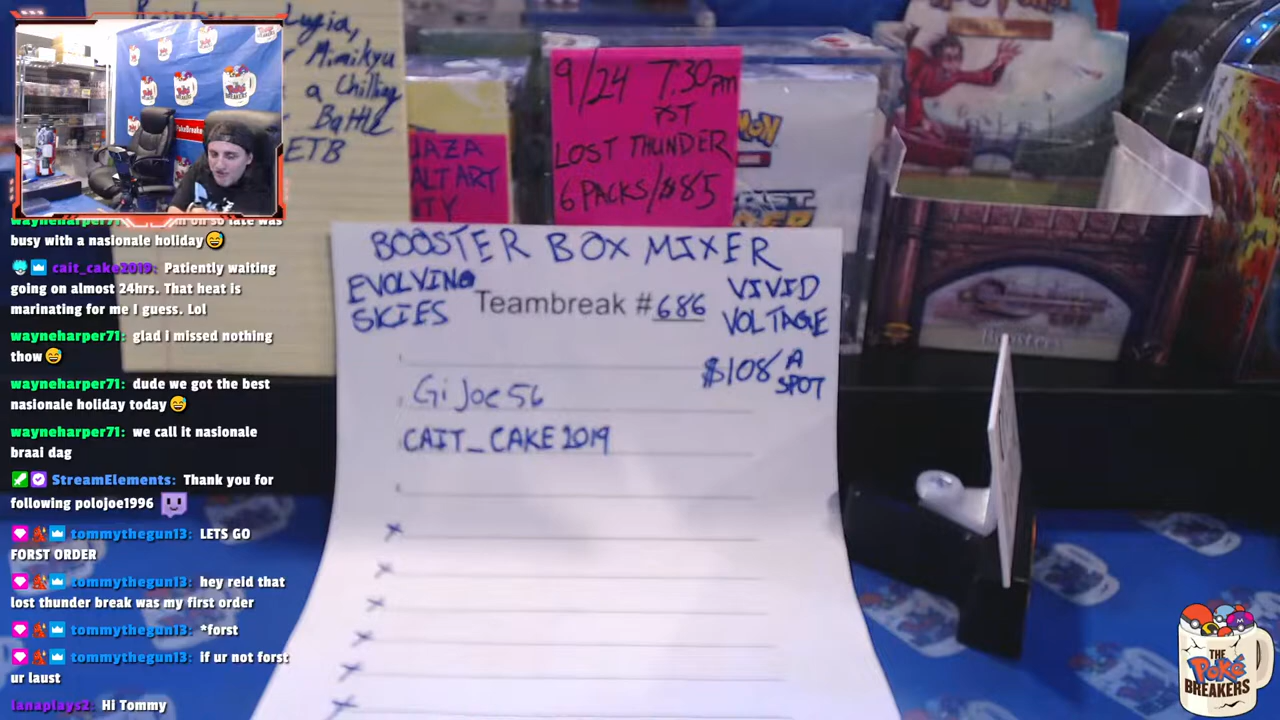 Lugia,
Mimikyu
a Chilling
Battle
ETB
ALT ART
9/24 7:30pm
PST
LOST THUNDER
6 PACKS/$85
BOOSTER BOX MIXER
EVOLVING
SKIES
Teambreak #686
VIVID
VOLTAGE
$108/A
SPOT
GiJoe56
CAIT_CAKE2019
was
busy with a nasionale holiday
cait_cake2019: Patiently waiting
going on almost 24hrs. That heat is
marinating for me I guess. Lol
wayneharper71: glad I missed nothing
thow
wayneharper71: dude we got the best
nasionale holiday today
wayneharper71: we call it nasionale
braai dag
StreamElements: Thank you for
following polojoe1996
tommythegun13: LETS GO
FORST ORDER
tommythegun13: hey reid that
lost thunder break was my first order
tommythegun13: *forst
tommythegun13: if ur not forst
ur laust
lanaplays2: Hi Tommy
THE
Poké
BREAKERS